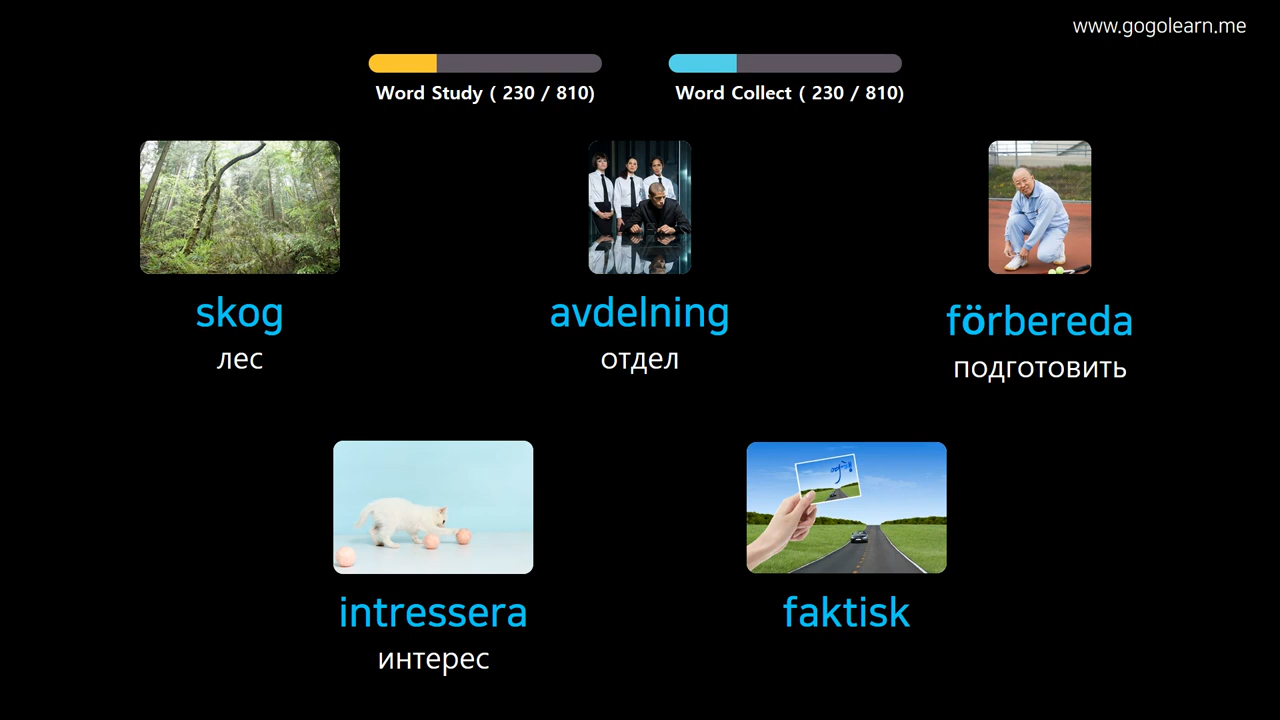 www.gogolearn.me
Word Study ( 230 / 810)
Word Collect ( 230 / 810)
skog
лес
avdelning
отдел
förbereda
подготовить
intressera
интерес
faktisk